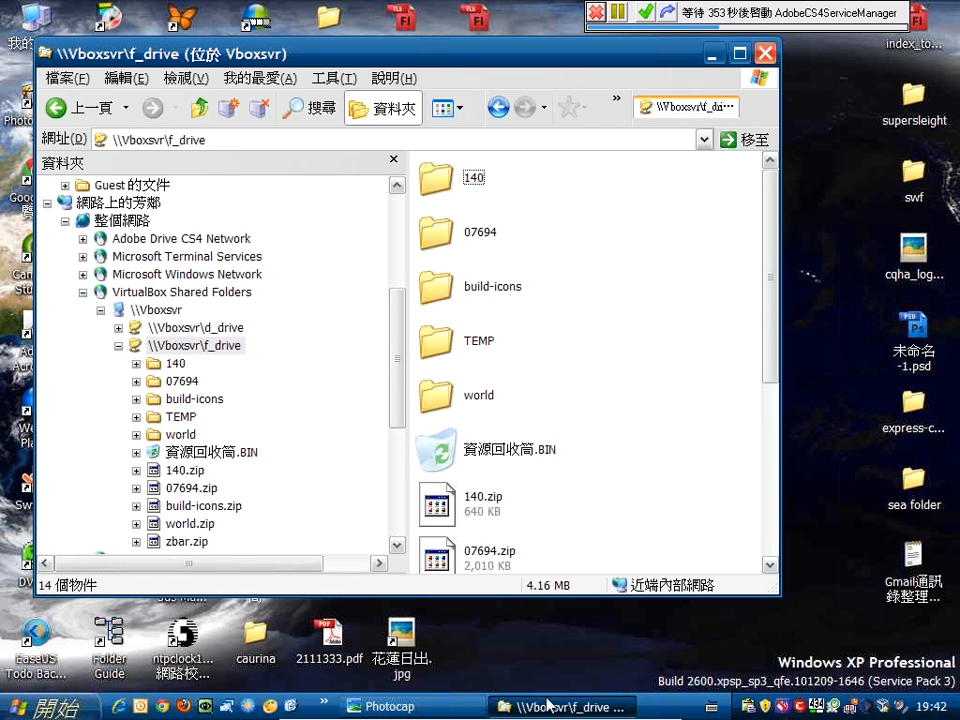 等待 353 秒後啓動 AdobeCS4ServiceManager
\\Vboxsvr\f_drive (位於 Vboxsvr)
檔案(F) 編輯(E) 檢視(V) 我的最愛(A) 工具(T) 說明(H)
上一頁 搜尋 資料夾 » \\Vboxsvr\f_dri···
網址(D) \\Vboxsvr\f_drive 移至
資料夾
Guest 的文件
網路上的芳鄰
整個網路
Adobe Drive CS4 Network
Microsoft Terminal Services
Microsoft Windows Network
VirtualBox Shared Folders
\\Vboxsvr
\\Vboxsvr\d_drive
\\Vboxsvr\f_drive
140
07694
build-icons
TEMP
world
資源回收筒.BIN
140.zip
07694.zip
build-icons.zip
world.zip
zbar.zip
140
07694
build-icons
TEMP
world
資源回收筒.BIN
140.zip
640 KB
07694.zip
2,010 KB
14 個物件 4.16 MB 近端內部網路
index_to...
supersleight
swf
cqha_log...
未命名
-1.psd
express-c...
sea folder
Gmail通訊
錄整理...
EaseUS
Todo Bac...
Folder
Guide
ntpclock1...
網路校...
caurina
2111333.pdf
花蓮日出.
jpg
Windows XP Professional
Build 2600.xpsp_sp3_qfe.101209-1646 (Service Pack 3)
開始 » Photocap \\Vboxsvr\f_drive ... 19:42